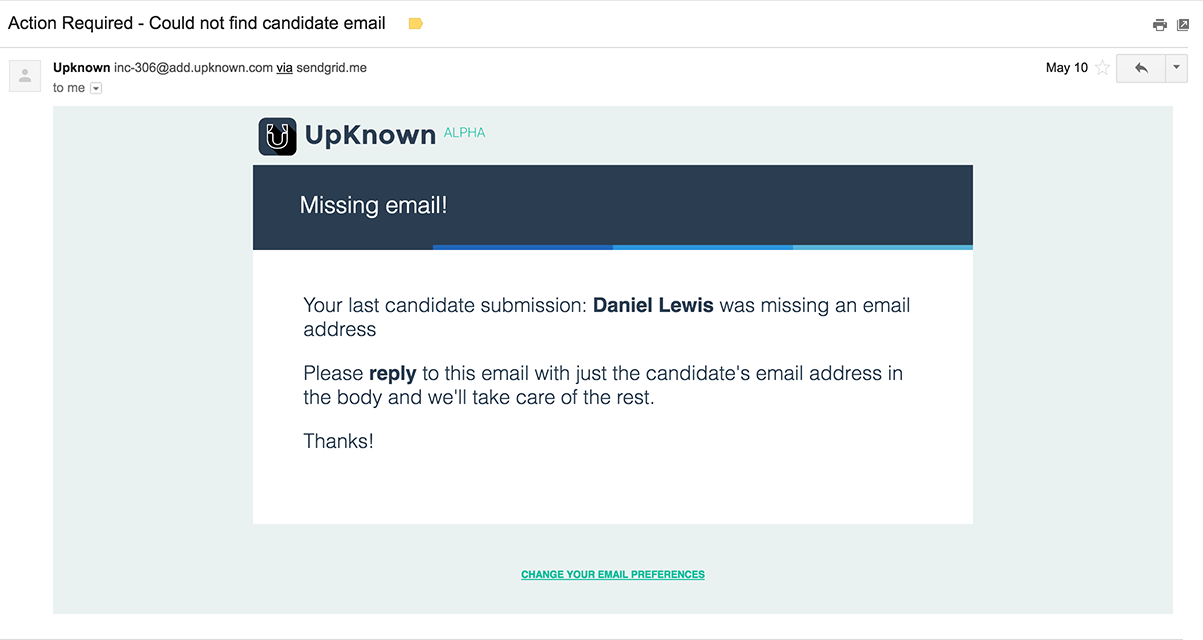 Action Required - Could not find candidate email
Upknown inc-306@add.upknown.com via sendgrid.me
May 10
to me
UpKnown ALPHA
Missing email!
Your last candidate submission: Daniel Lewis was missing an email
address
Please reply to this email with just the candidate's email address in
the body and we'll take care of the rest.
Thanks!
CHANGE YOUR EMAIL PREFERENCES